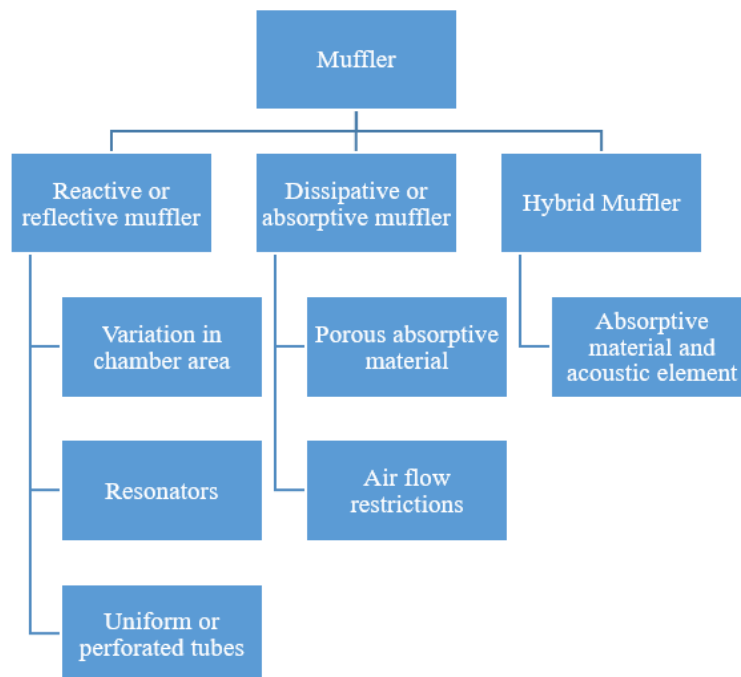 Muffler
Reactive or
reflective muffler
Dissipative or
absorptive muffler
Hybrid Muffler
Variation in
chamber area
Porous absorptive
material
Absorptive
material and
acoustic element
Resonators
Air flow
restrictions
Uniform or
perforated tubes